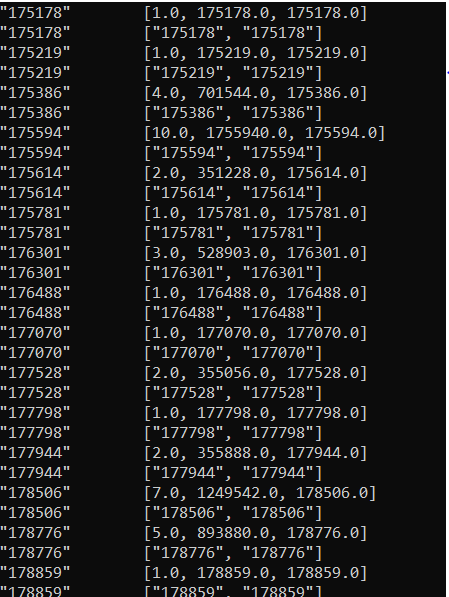 "175178" [1.0, 175178.0, 175178.0]
"175178" ["175178", "175178"]
"175219" [1.0, 175219.0, 175219.0]
"175219" ["175219", "175219"]
"175386" [4.0, 701544.0, 175386.0]
"175386" ["175386", "175386"]
"175594" [10.0, 1755940.0, 175594.0]
"175594" ["175594", "175594"]
"175614" [2.0, 351228.0, 175614.0]
"175614" ["175614", "175614"]
"175781" [1.0, 175781.0, 175781.0]
"175781" ["175781", "175781"]
"176301" [3.0, 528903.0, 176301.0]
"176301" ["176301", "176301"]
"176488" [1.0, 176488.0, 176488.0]
"176488" ["176488", "176488"]
"177070" [1.0, 177070.0, 177070.0]
"177070" ["177070", "177070"]
"177528" [2.0, 355056.0, 177528.0]
"177528" ["177528", "177528"]
"177798" [1.0, 177798.0, 177798.0]
"177798" ["177798", "177798"]
"177944" [2.0, 355888.0, 177944.0]
"177944" ["177944", "177944"]
"178506" [7.0, 1249542.0, 178506.0]
"178506" ["178506", "178506"]
"178776" [5.0, 893880.0, 178776.0]
"178776" ["178776", "178776"]
"178859" [1.0, 178859.0, 178859.0]
"178859" ["178859", "178859"]